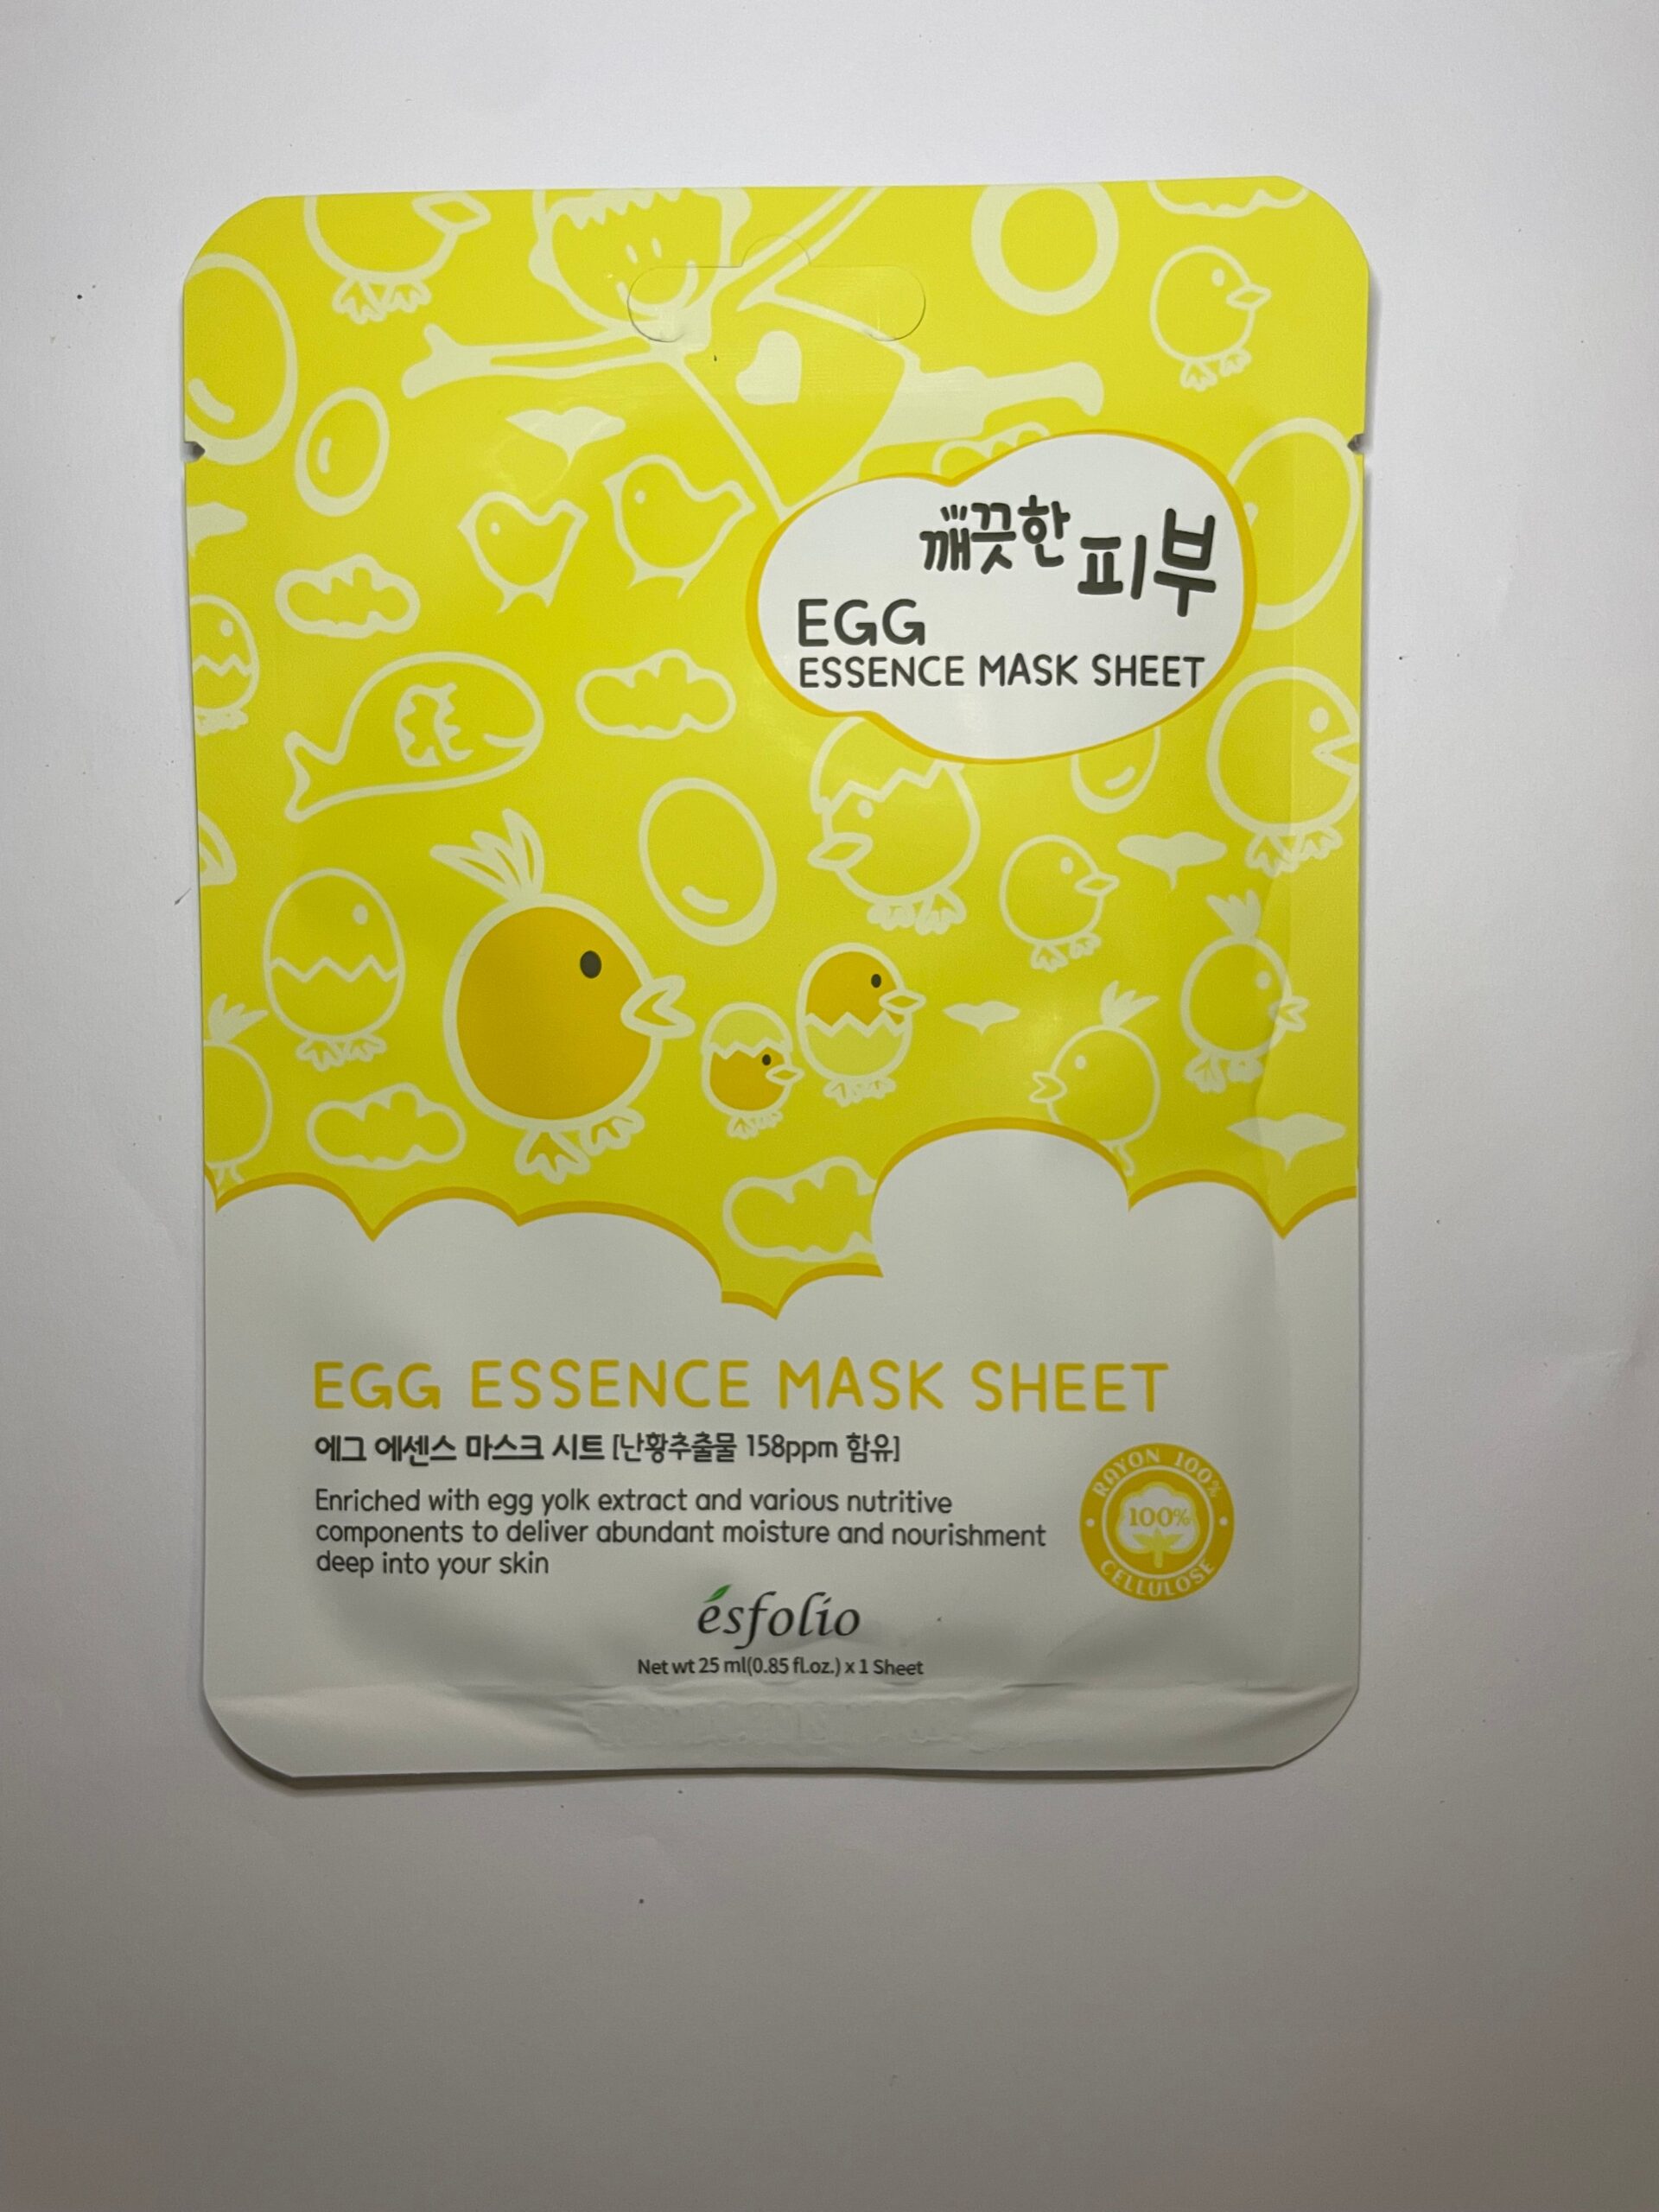 깨끗한 피부
EGG
ESSENCE MASK SHEET
EGG ESSENCE MASK SHEET
에그 에센스 마스크 시트 [난황추출물 158ppm 함유]
Enriched with egg yolk extract and various nutritive
components to deliver abundant moisture and nourishment
deep into your skin
RAYON 100%
100%
CELLULOSE
ésfolio
Net wt 25 ml(0.85 fl.oz.) x 1 Sheet